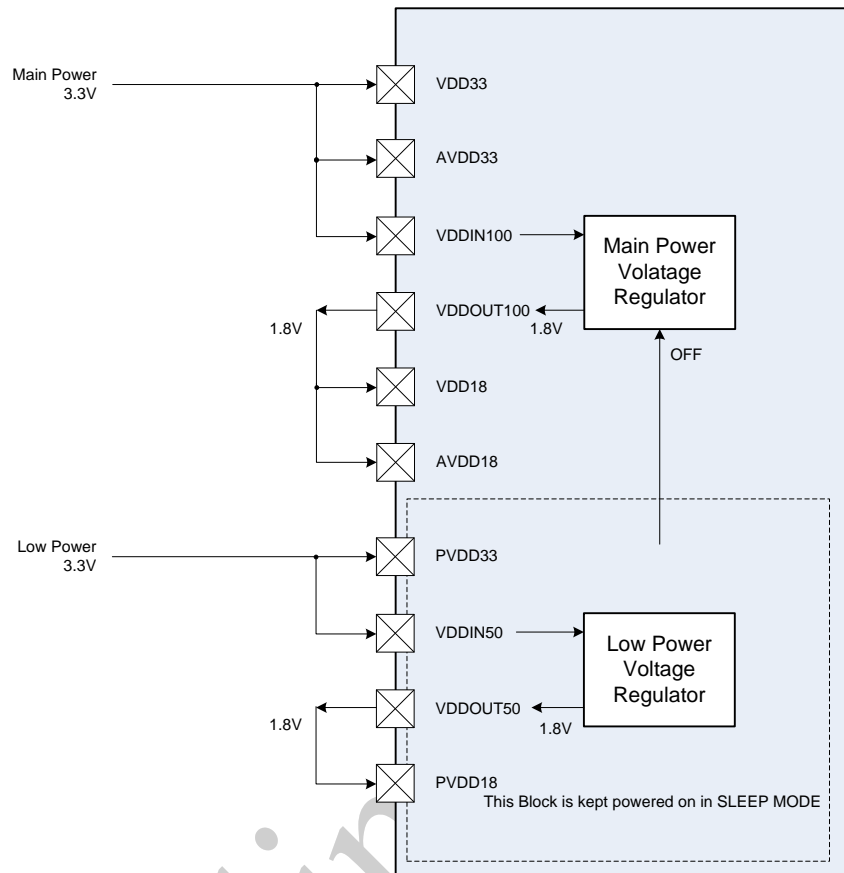 Main Power
3.3V
VDD33
AVDD33
VDDIN100
Main Power
Volatage
Regulator
VDDOUT100
1.8V
1.8V
OFF
VDD18
AVDD18
Low Power
3.3V
PVDD33
VDDIN50
Low Power
Voltage
Regulator
VDDOUT50
1.8V
1.8V
PVDD18
This Block is kept powered on in SLEEP MODE